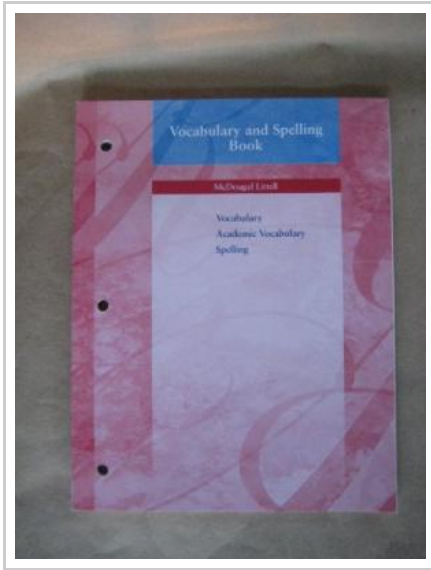 Vocabulary and Spelling
Book
McDougal Littell
Vocabulary
Academic Vocabulary
Spelling